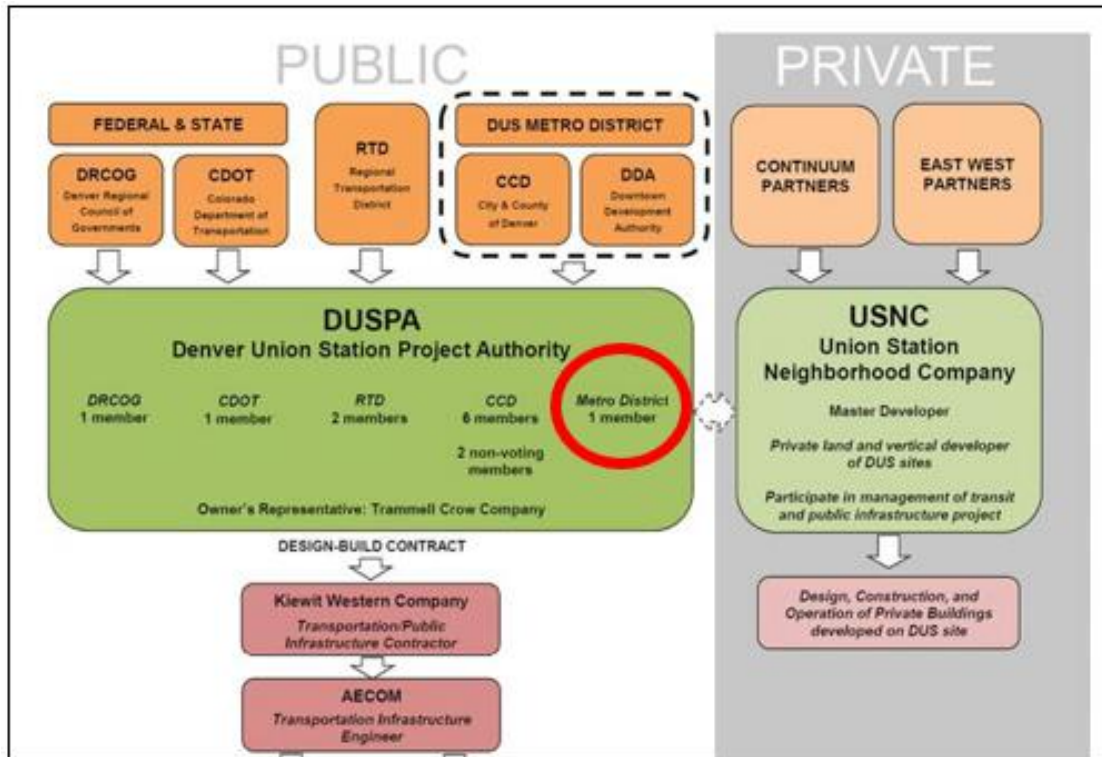 PUBLIC
PRIVATE
FEDERAL & STATE
DRCOG
Denver Regional
Council of
Governments
CDOT
Colorado
Department of
Transportation
RTD
Regional
Transportation
District
DUS METRO DISTRICT
CCD
City & County
of Denver
DDA
Downtown
Development
Authority
CONTINUUM
PARTNERS
EAST WEST
PARTNERS
DUSPA
Denver Union Station Project Authority
DRCOG
1 member
CDOT
1 member
RTD
2 members
CCD
6 members
2 non-voting
members
Metro District
1 member
Owner's Representative: Trammell Crow Company
USNC
Union Station
Neighborhood Company
Master Developer
Private land and vertical developer
of DUS sites
Participate in management of transit
and public infrastructure project
DESIGN-BUILD CONTRACT
Kiewit Western Company
Transportation/Public
Infrastructure Contractor
AECOM
Transportation Infrastructure
Engineer
Design, Construction, and
Operation of Private Buildings
developed on DUS site